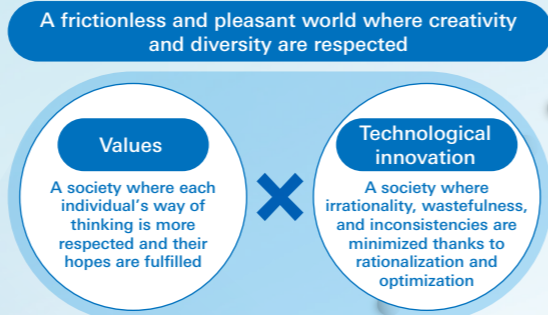 A frictionless and pleasant world where creativity
and diversity are respected
Values
A society where each
individual's way of
thinking is more
respected and their
hopes are fulfilled
×
Technological
innovation
A society where
irrationality, wastefulness,
and inconsistencies are
minimized thanks to
rationalization and
optimization